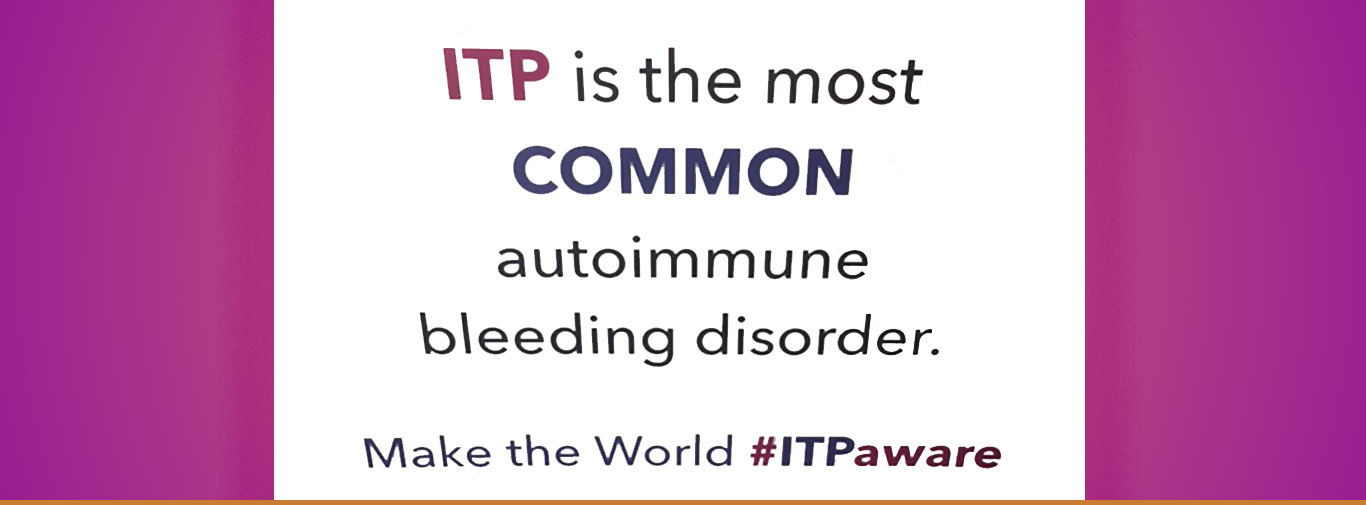 ITP is the most
COMMON
autoimmune
bleeding disorder.
Make the World #ITPaware